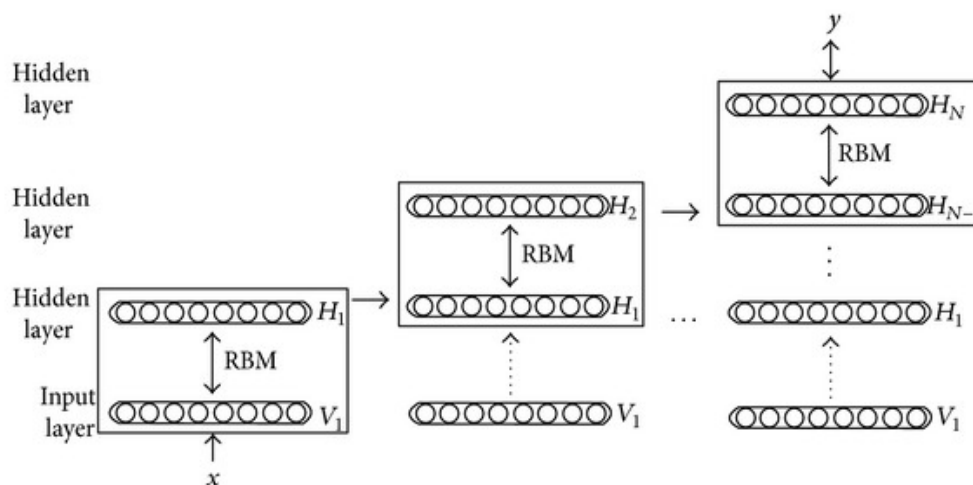 y
Hidden
layer
H_N
RBM
Hidden
layer
H_2
H_N−
RBM
Hidden
layer
H_1
H_1
...
⋮
H_1
RBM
Input
layer
V_1
V_1
V_1
x